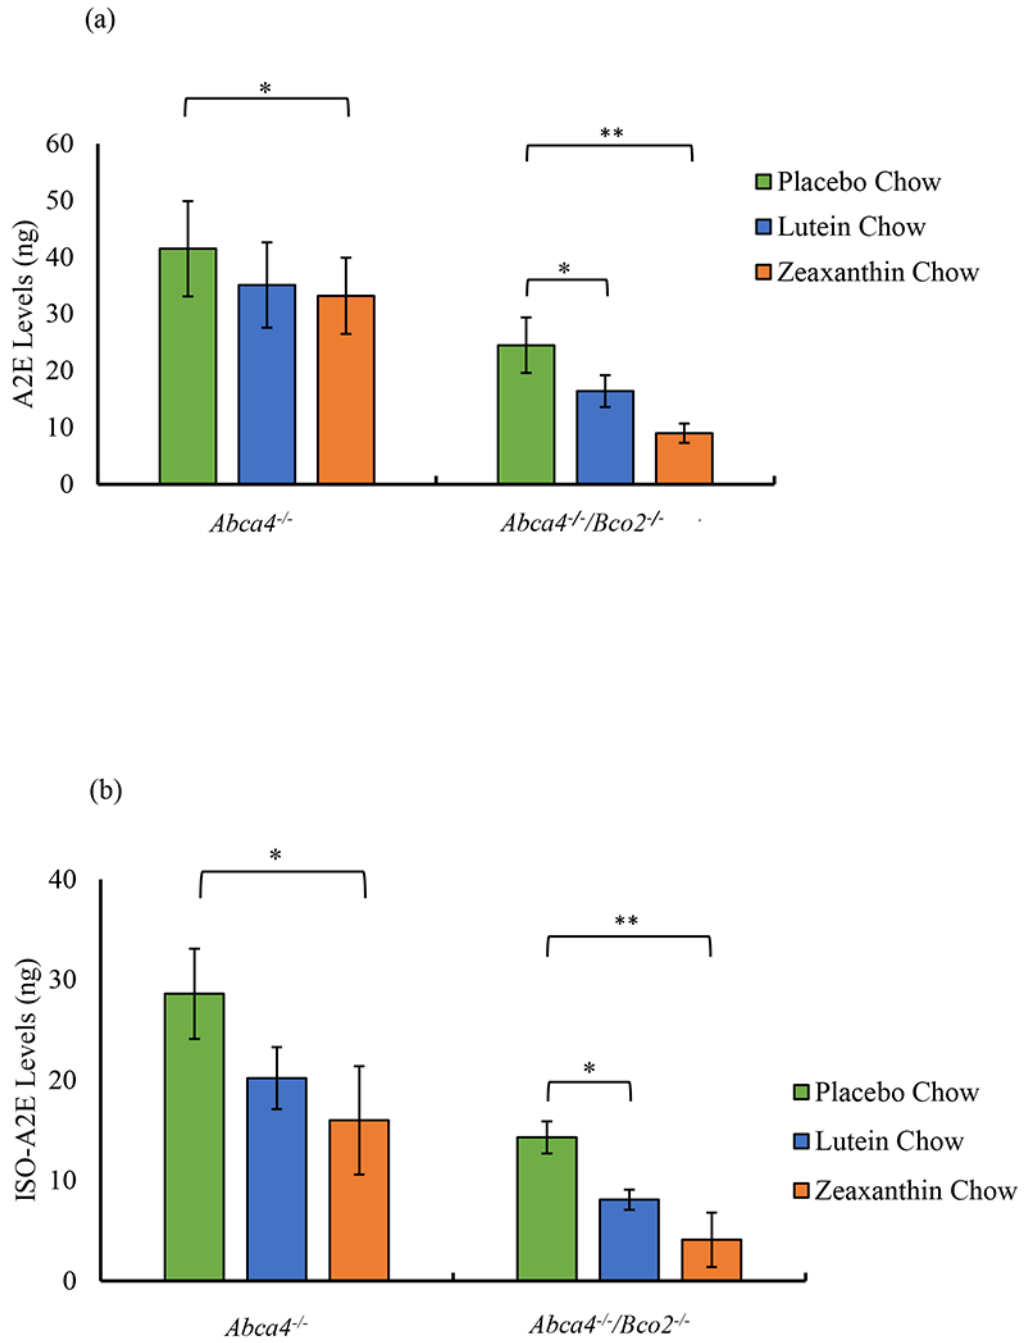 (a)
*
**
60
50
40
30
20
10
0
A2E Levels (ng)
*
Placebo Chow
Lutein Chow
Zeaxanthin Chow
Abca4-/-
Abca4-/-/Bco2-/-
(b)
*
**
40
30
20
10
0
ISO-A2E Levels (ng)
*
Placebo Chow
Lutein Chow
Zeaxanthin Chow
Abca4-/-
Abca4-/-/Bco2-/-